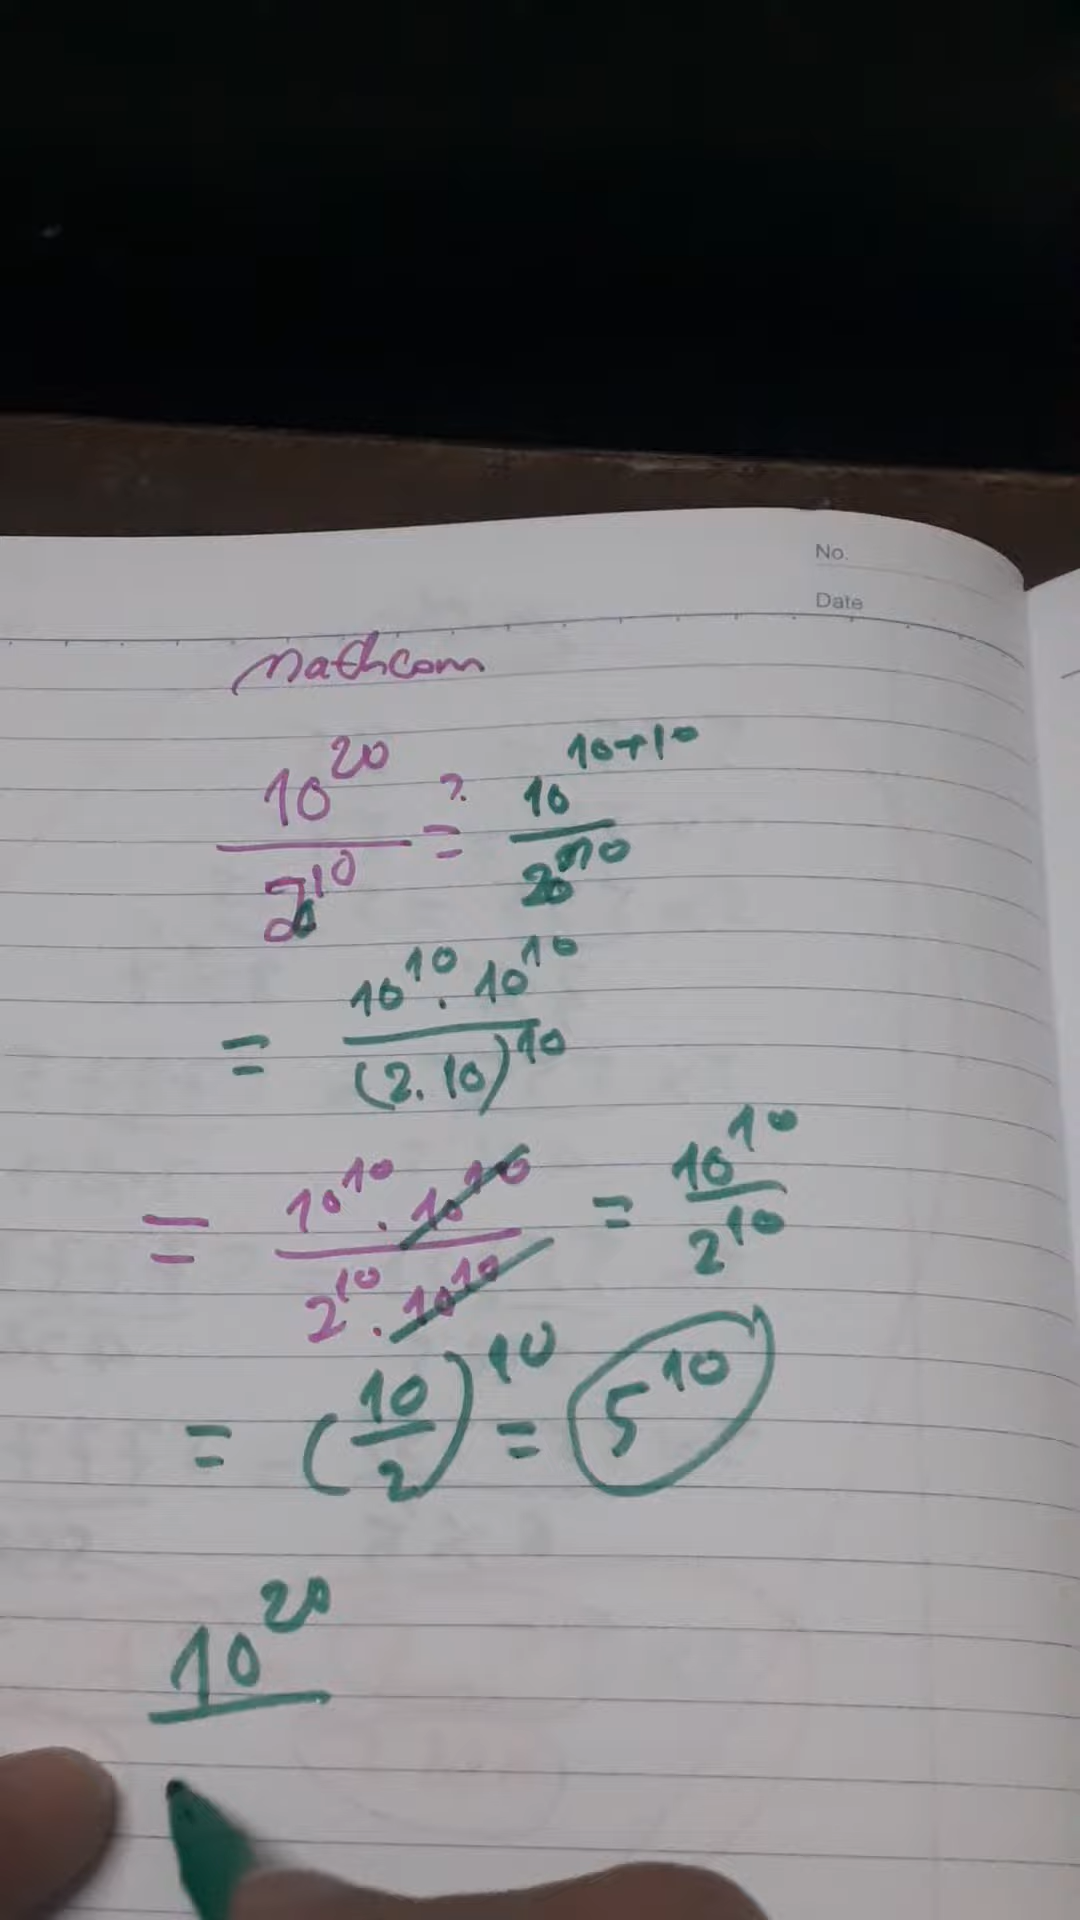 No.
Date
mathcom
10^20 / 20^10 =? 10^(10+10) / 20^10
= 10^10 . 10^10 / (2.10)^10
= 10^10 . 10^10 / 2^10 . 10^10 = 10^10 / 2^10
= (10/2)^10 = 5^10
10^20